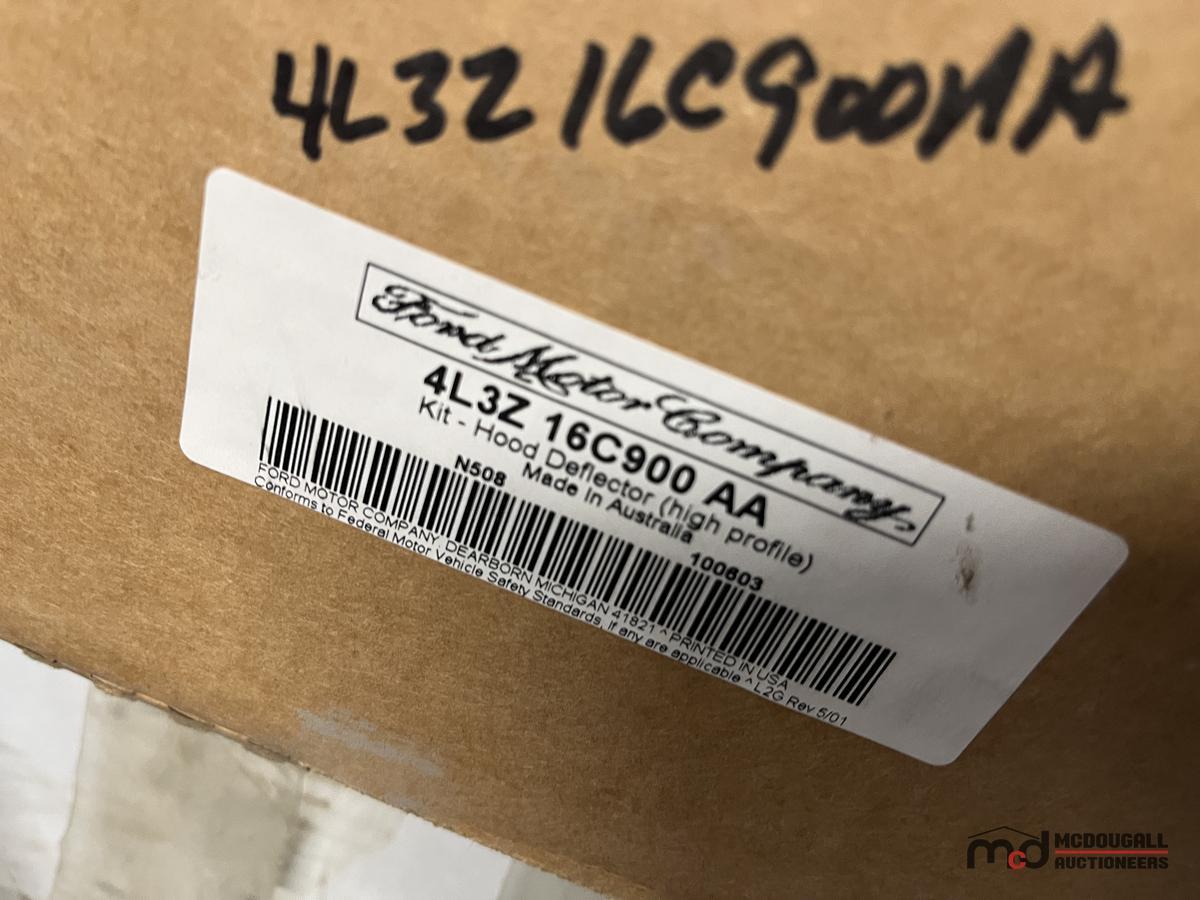 4L3Z 16C900AA
Ford Motor Company
4L3Z 16C900 AA
Kit - Hood Deflector (high profile)
Made in Australia
N508 100603
FORD MOTOR COMPANY, DEARBORN MICHIGAN 41821 ^ PRINTED IN USA
Conforms to Federal Motor Vehicle Safety Standards, if any are applicable ^ L2G Rev 5/01
mcd MCDOUGALL
AUCTIONEERS